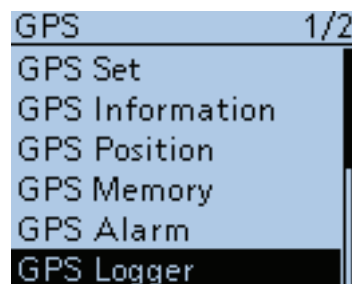 GPS 1/2
GPS Set
GPS Information
GPS Position
GPS Memory
GPS Alarm
GPS Logger